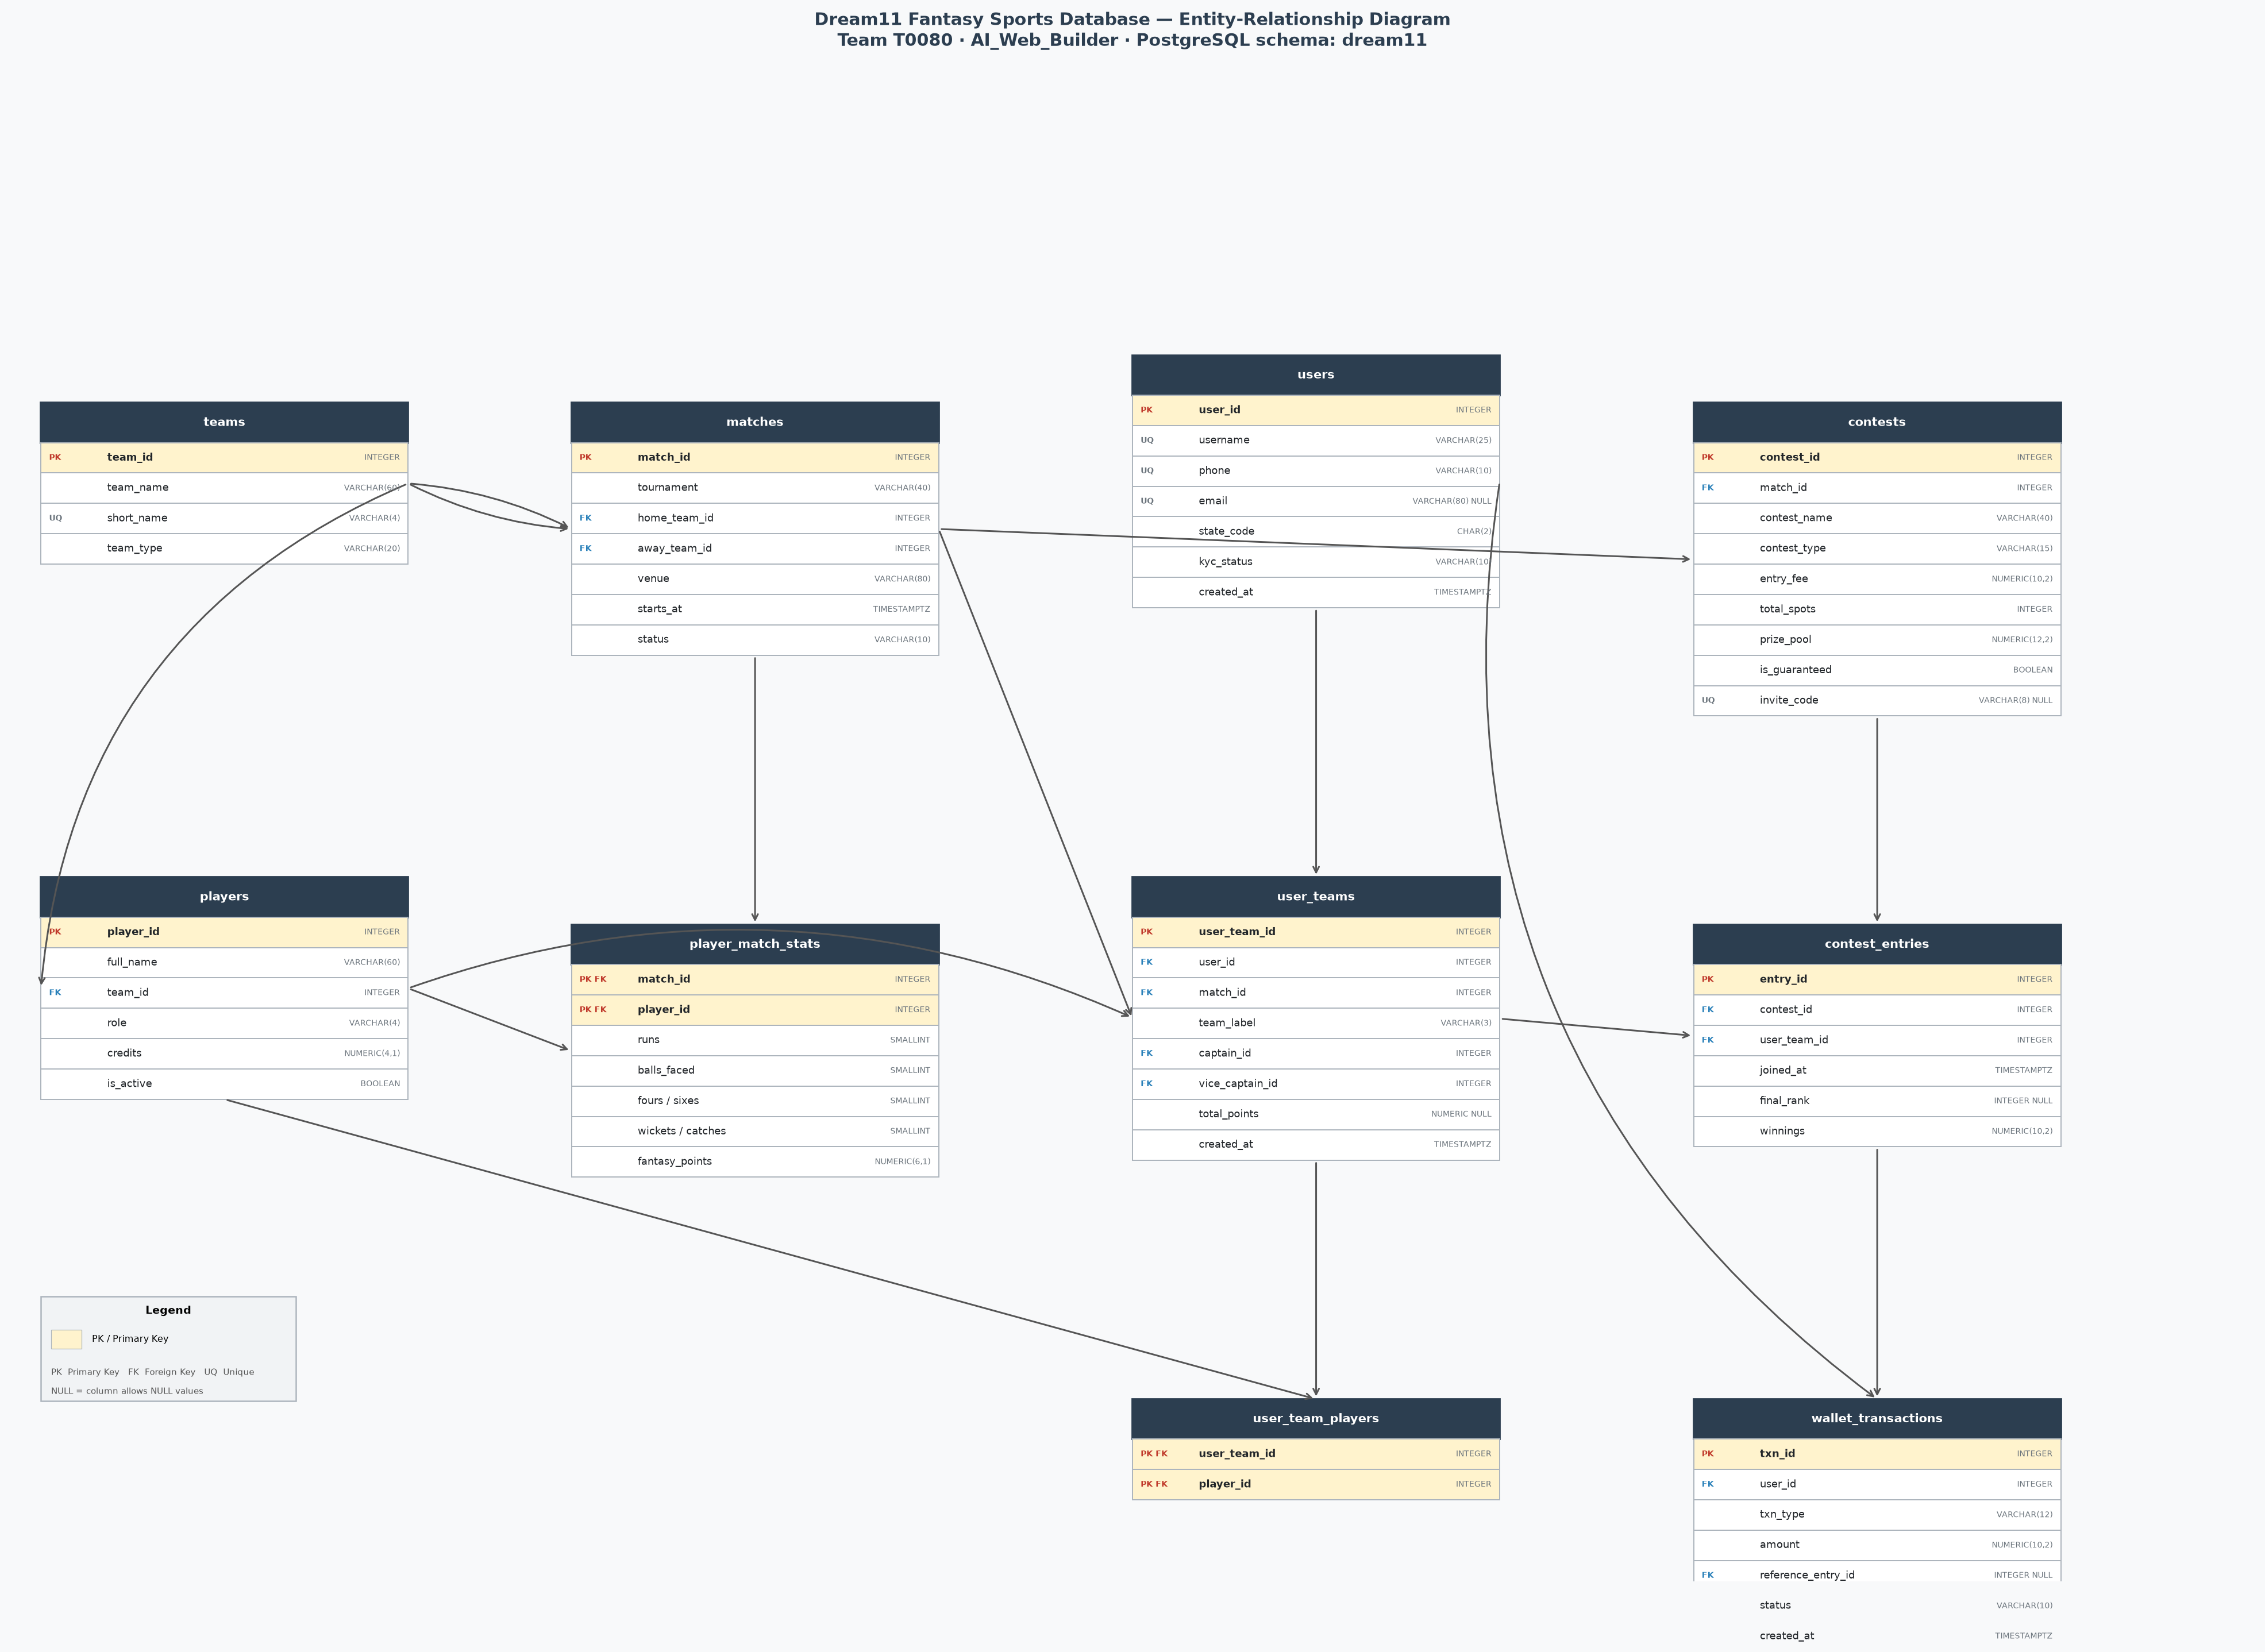 Dream11 Fantasy Sports Database — Entity-Relationship Diagram
Team T0080 · AI_Web_Builder · PostgreSQL schema: dream11
teams
PK team_id INTEGER
team_name VARCHAR(60)
UQ short_name VARCHAR(4)
team_type VARCHAR(20)
matches
PK match_id INTEGER
tournament VARCHAR(40)
FK home_team_id INTEGER
FK away_team_id INTEGER
venue VARCHAR(80)
starts_at TIMESTAMPTZ
status VARCHAR(10)
users
PK user_id INTEGER
UQ username VARCHAR(25)
UQ phone VARCHAR(10)
UQ email VARCHAR(80) NULL
state_code CHAR(2)
kyc_status VARCHAR(10)
created_at TIMESTAMPTZ
contests
PK contest_id INTEGER
FK match_id INTEGER
contest_name VARCHAR(40)
contest_type VARCHAR(15)
entry_fee NUMERIC(10,2)
total_spots INTEGER
prize_pool NUMERIC(12,2)
is_guaranteed BOOLEAN
UQ invite_code VARCHAR(8) NULL
players
PK player_id INTEGER
full_name VARCHAR(60)
FK team_id INTEGER
role VARCHAR(4)
credits NUMERIC(4,1)
is_active BOOLEAN
player_match_stats
PK FK match_id INTEGER
PK FK player_id INTEGER
runs SMALLINT
balls_faced SMALLINT
fours / sixes SMALLINT
wickets / catches SMALLINT
fantasy_points NUMERIC(6,1)
user_teams
PK user_team_id INTEGER
FK user_id INTEGER
FK match_id INTEGER
team_label VARCHAR(3)
FK captain_id INTEGER
FK vice_captain_id INTEGER
total_points NUMERIC NULL
created_at TIMESTAMPTZ
contest_entries
PK entry_id INTEGER
FK contest_id INTEGER
FK user_team_id INTEGER
joined_at TIMESTAMPTZ
final_rank INTEGER NULL
winnings NUMERIC(10,2)
Legend
PK / Primary Key
PK Primary Key FK Foreign Key UQ Unique
NULL = column allows NULL values
user_team_players
PK FK user_team_id INTEGER
PK FK player_id INTEGER
wallet_transactions
PK txn_id INTEGER
FK user_id INTEGER
txn_type VARCHAR(12)
amount NUMERIC(10,2)
FK reference_entry_id INTEGER NULL
status VARCHAR(10)
created_at TIMESTAMPTZ